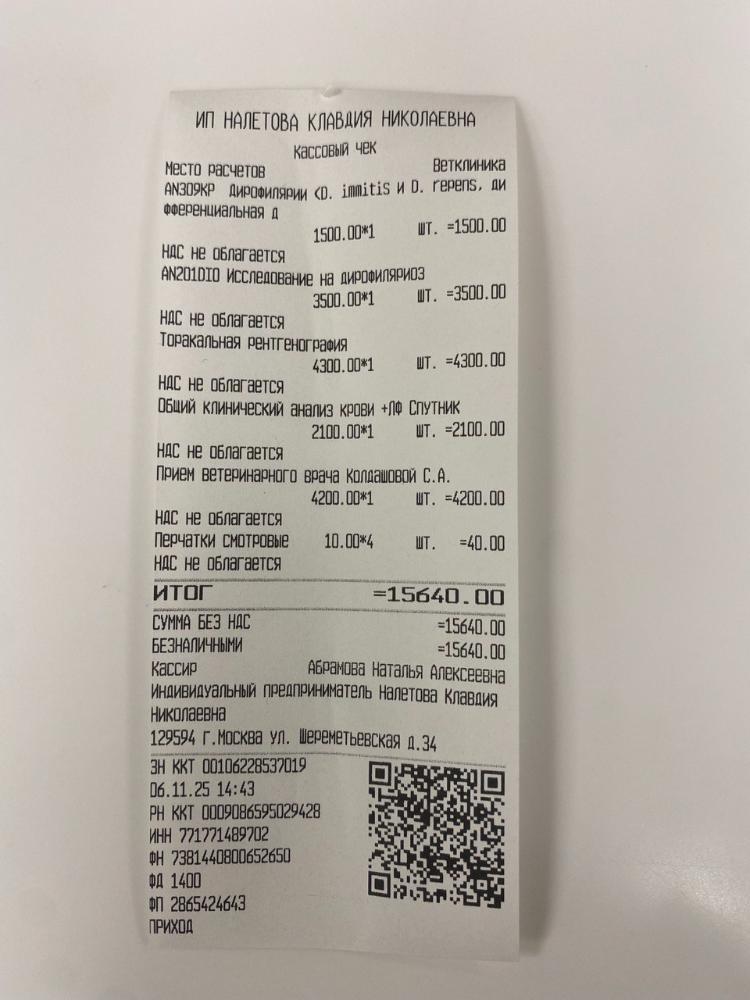 ИП НАЛЕТОВА КЛАВДИЯ НИКОЛАЕВНА
Кассовый чек
Место расчетов Ветклиника
AN309КР Дирофилярии <D. immitis и D. repens, ди
фференциальная д
1500.00*1 шт. =1500.00
НДС не облагается
AN201DIO Исследование на дирофиляриоз
3500.00*1 шт. =3500.00
НДС не облагается
Торакальная рентгенография
4300.00*1 шт. =4300.00
НДС не облагается
Общий клинический анализ крови +ЛФ Спутник
2100.00*1 шт. =2100.00
НДС не облагается
Прием ветеринарного врача Колдашовой С.А.
4200.00*1 шт. =4200.00
НДС не облагается
Перчатки смотровые 10.00*4 шт. =40.00
НДС не облагается
ИТОГ =15640.00
СУММА БЕЗ НДС =15640.00
БЕЗНАЛИЧНЫМИ =15640.00
Кассир Абрамова Наталья Алексеевна
Индивидуальный предприниматель Налетова Клавдия
Николаевна
129594 г.Москва ул. Шереметьевская д.34
ЗН ККТ 00106228537019
06.11.25 14:43
РН ККТ 0009086595029428
ИНН 771771489702
ФН 7381440800652650
ФД 1400
ФП 2865424643
ПРИХОД